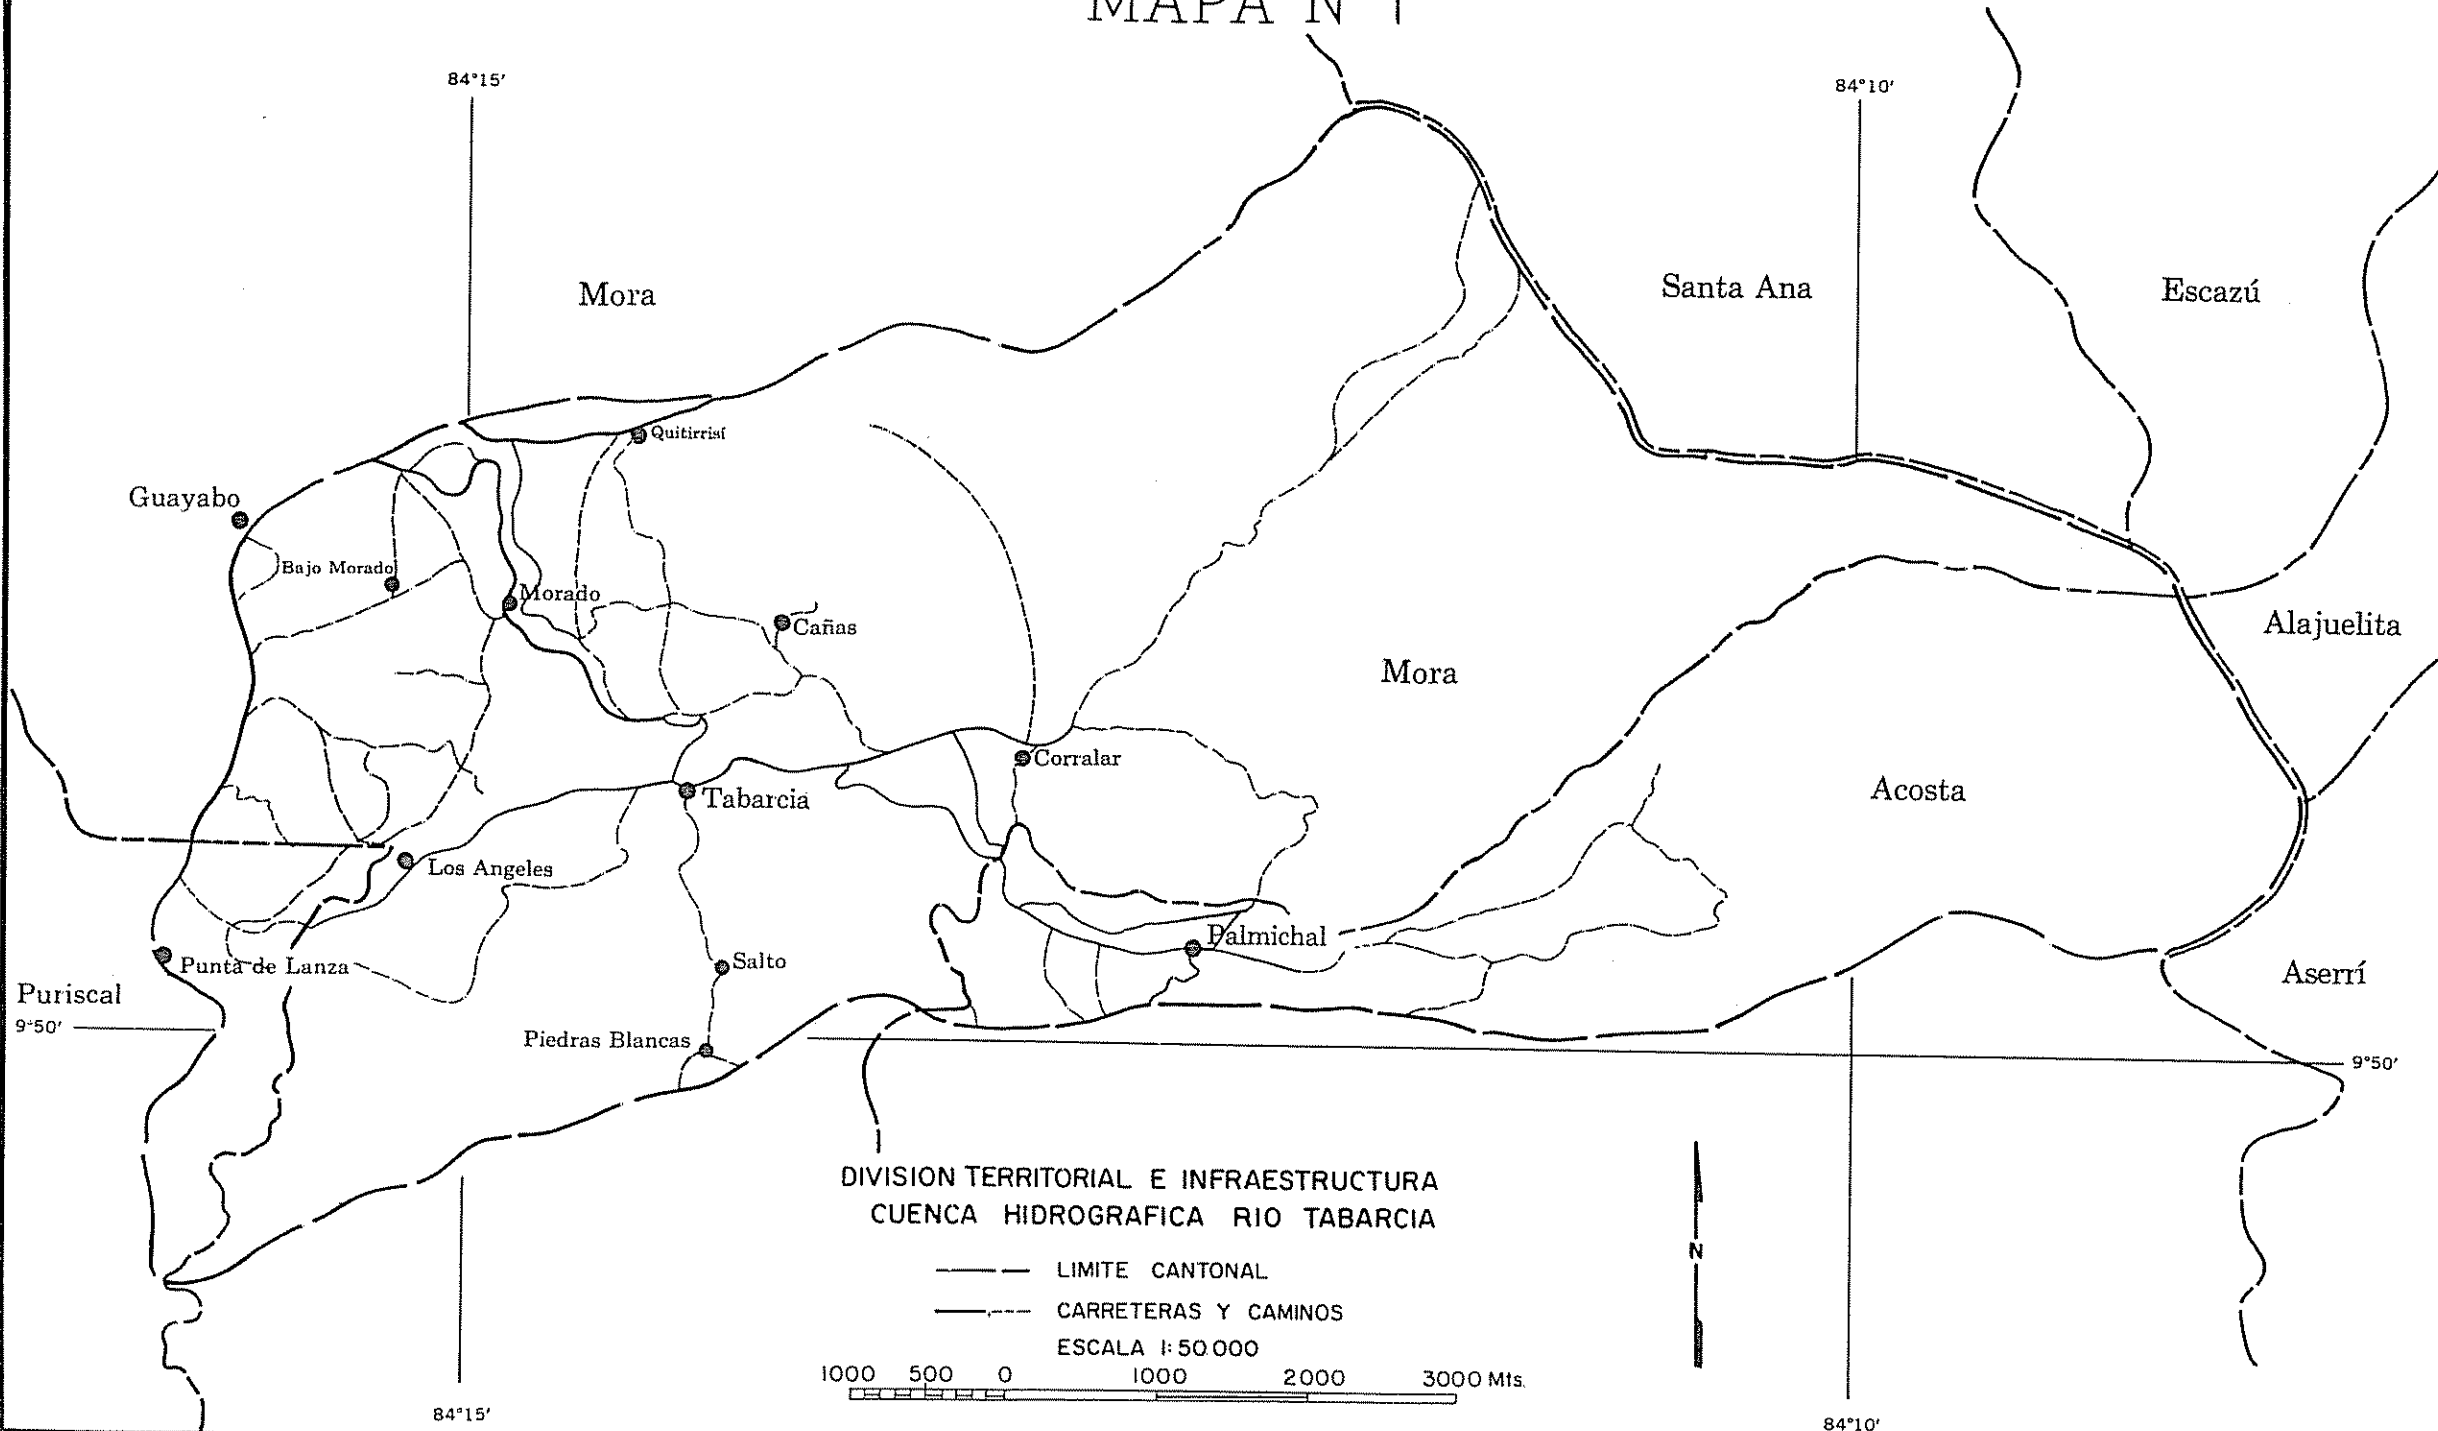 MAPA N 1
84°15'
84°10'
Mora
Santa Ana
Escazú
Quitirrisí
Guayabo
Bajo Morado
Morado
Cañas
Alajuelita
Mora
Corralar
Tabarcia
Acosta
Los Angeles
Palmichal
Salto
Punta de Lanza
Aserrí
Puriscal
9°50'
Piedras Blancas
9°50'
DIVISION TERRITORIAL E INFRAESTRUCTURA
CUENCA HIDROGRAFICA RIO TABARCIA
N
LIMITE CANTONAL
CARRETERAS Y CAMINOS
ESCALA 1:50.000
1000 500 0 1000 2000 3000 Mts.
84°15'
84°10'